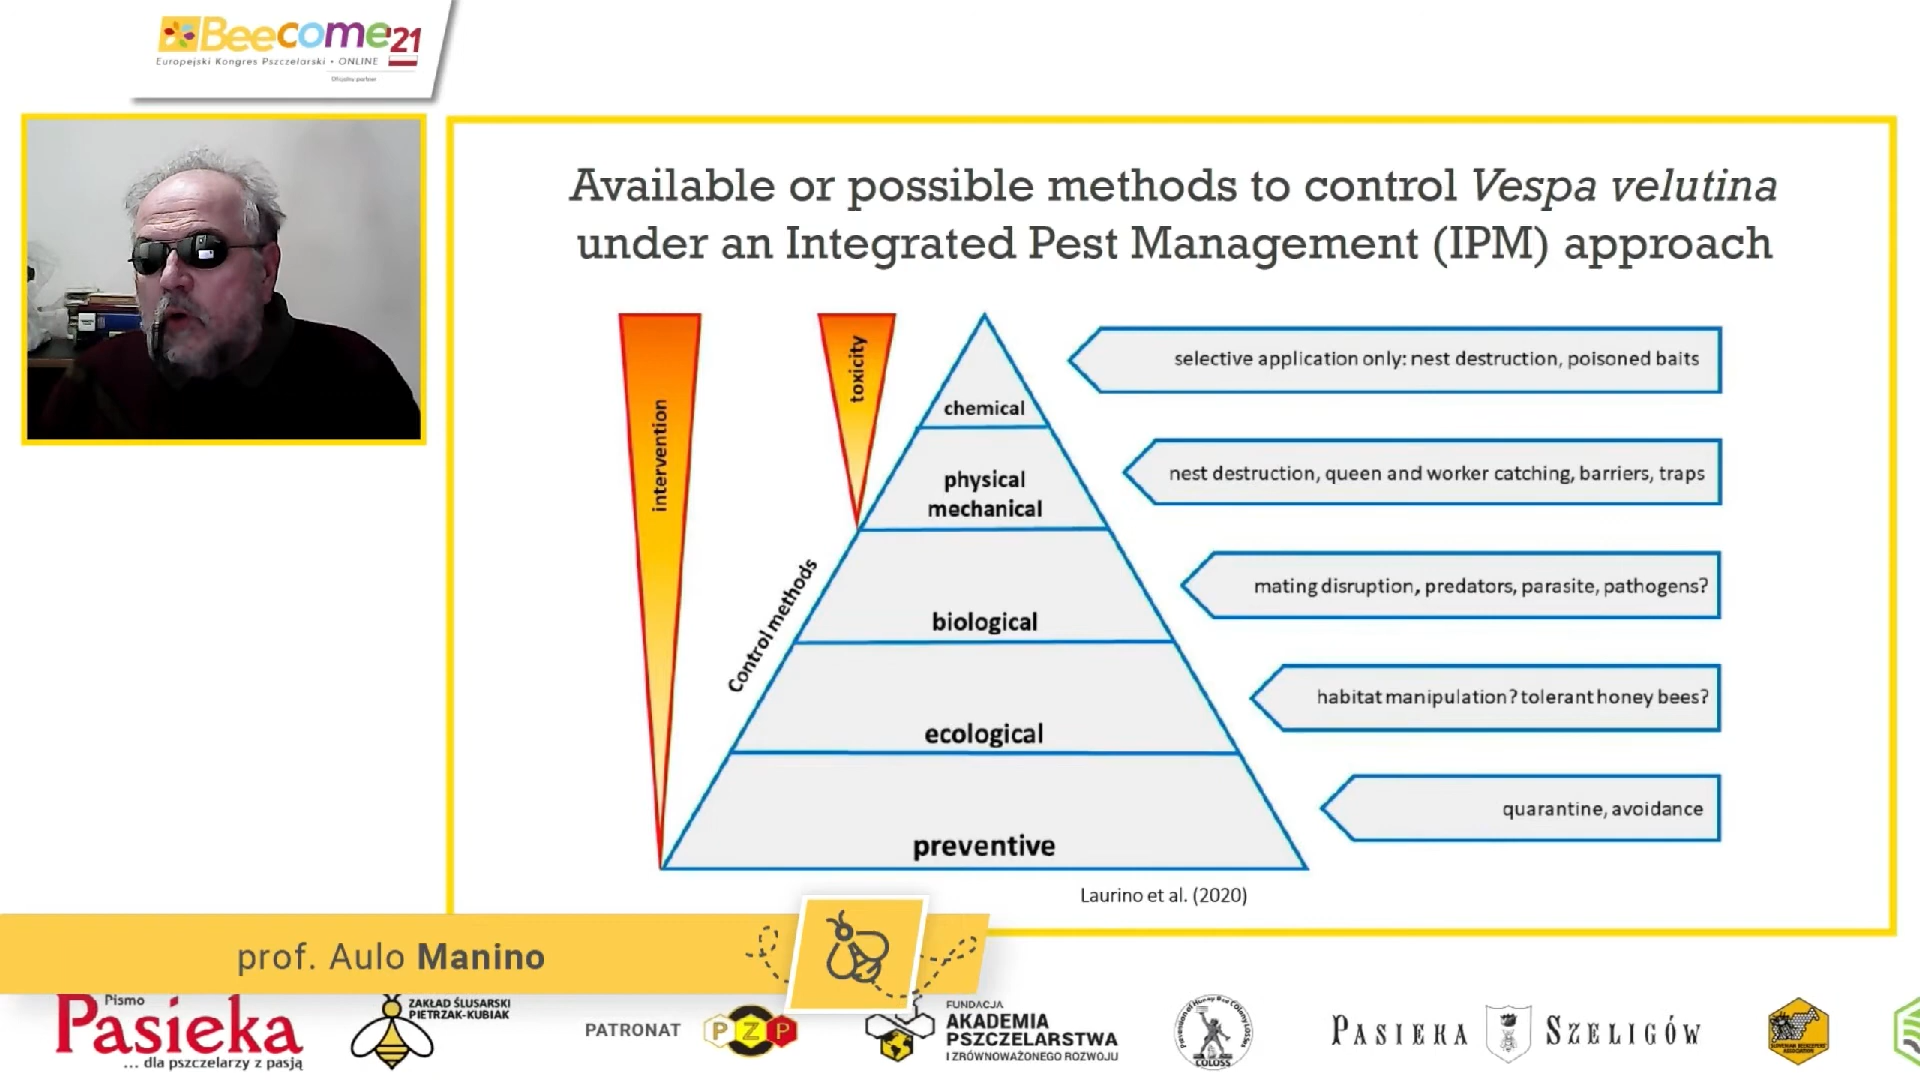 Beecome'21
Europejski Kongres Pszczelarski • ONLINE
Oficjalny partner
Available or possible methods to control Vespa velutina
under an Integrated Pest Management (IPM) approach
intervention
toxicity
Control methods
chemical
selective application only: nest destruction, poisoned baits
physical
mechanical
nest destruction, queen and worker catching, barriers, traps
biological
mating disruption, predators, parasite, pathogens?
ecological
habitat manipulation? tolerant honey bees?
preventive
quarantine, avoidance
Laurino et al. (2020)
prof. Aulo Manino
Pismo
Pasieka
... dla pszczelarzy z pasją
ZAKŁAD ŚLUSARSKI
PIETRZAK-KUBIAK
PATRONAT
PZP
FUNDACJA
AKADEMIA
PSZCZELARSTWA
I ZRÓWNOWAŻONEGO ROZWOJU
COLOSS
PASIEKA SZELIGÓW